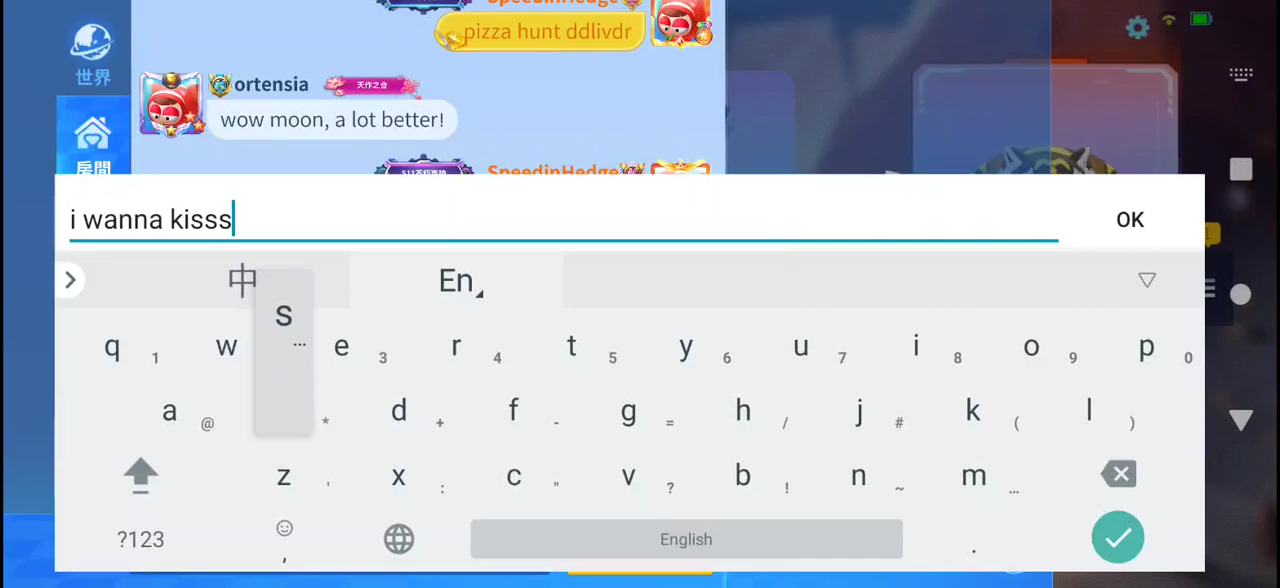 SpeedinHedge
pizza hunt ddlivdr
世界
ortensia 天作之合
wow moon, a lot better!
房間
SpeedinHedge
i wanna kisss
OK
中
En
s
q 1 w e 3 r 4 t 5 y 6 u 7 i 8 o 9 p 0
a @ * d + f - g = h / j # k ( l )
z ' x : c " v ? b ! n ~ m …
?123 , English .